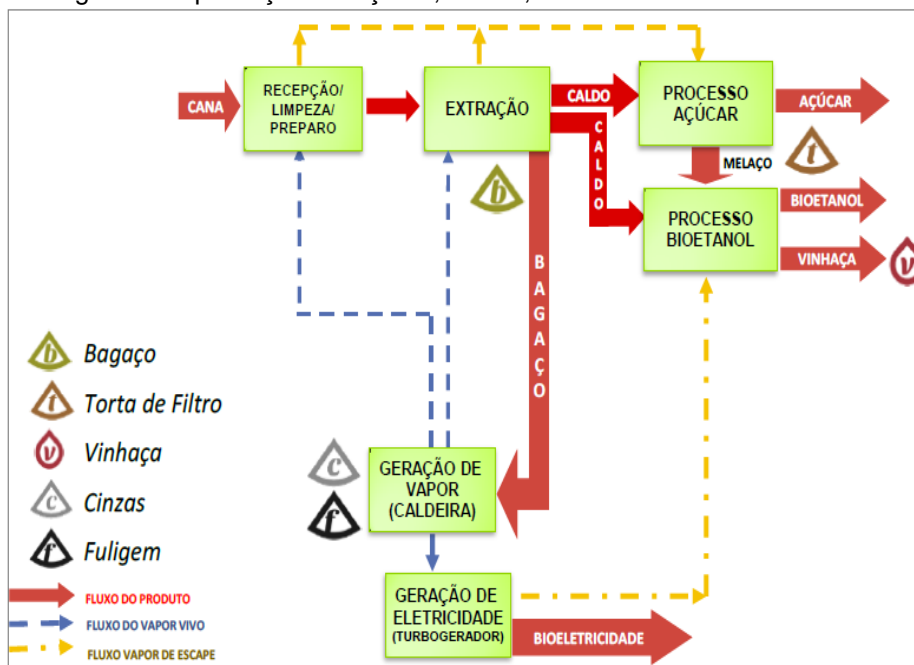 CANA
RECEPÇÃO/
LIMPEZA/
PREPARO
EXTRAÇÃO
CALDO
CALDO
PROCESSO
AÇÚCAR
AÇÚCAR
MELAÇO
t
PROCESSO
BIOETANOL
BIOETANOL
VINHAÇA
v
b
BAGAÇO
b Bagaço
t Torta de Filtro
v Vinhaça
c Cinzas
f Fuligem
c
f
GERAÇÃO DE
VAPOR
(CALDEIRA)
GERAÇÃO DE
ELETRICIDADE
(TURBOGERADOR)
BIOELETRICIDADE
FLUXO DO PRODUTO
FLUXO DO VAPOR VIVO
FLUXO VAPOR DE ESCAPE